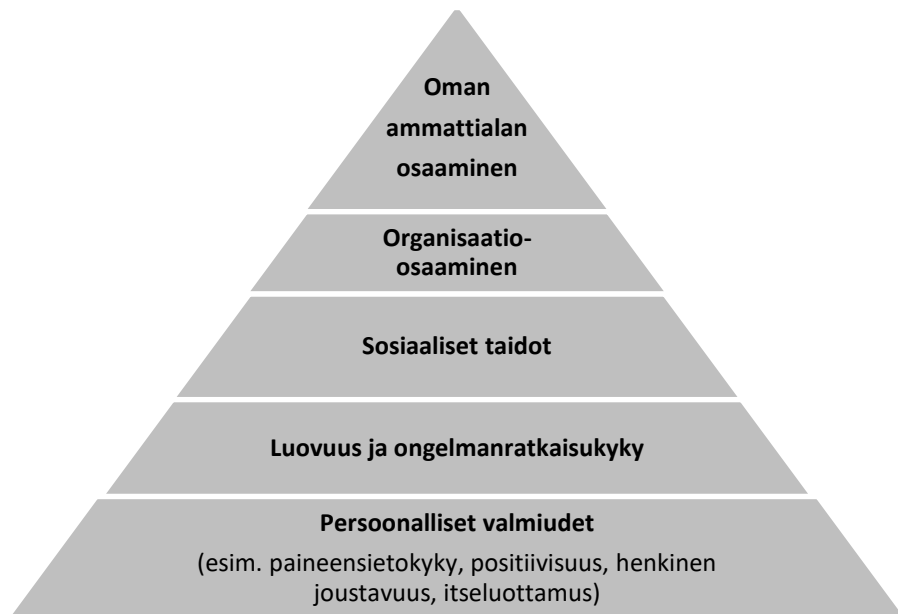 Oman
ammattialan
osaaminen
Organisaatio-
osaaminen
Sosiaaliset taidot
Luovuus ja ongelmanratkaisukyky
Persoonalliset valmiudet
(esim. paineensietokyky, positiivisuus, henkinen
joustavuus, itseluottamus)